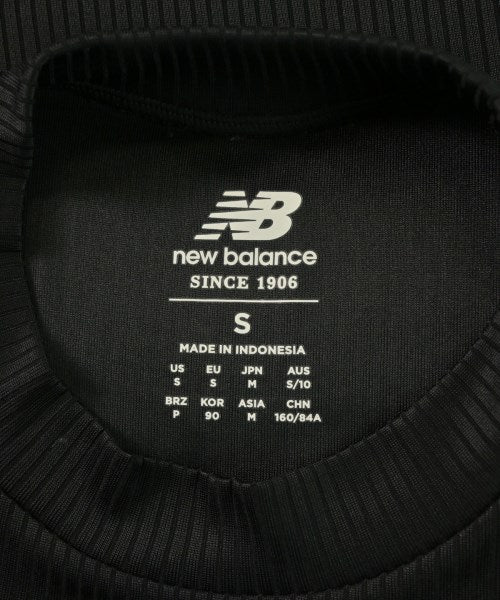 NB
new balance
SINCE 1906
S
MADE IN INDONESIA
US EU JPN AUS
S S M S/10
BRZ KOR ASIA CHN
P 90 M 160/84A